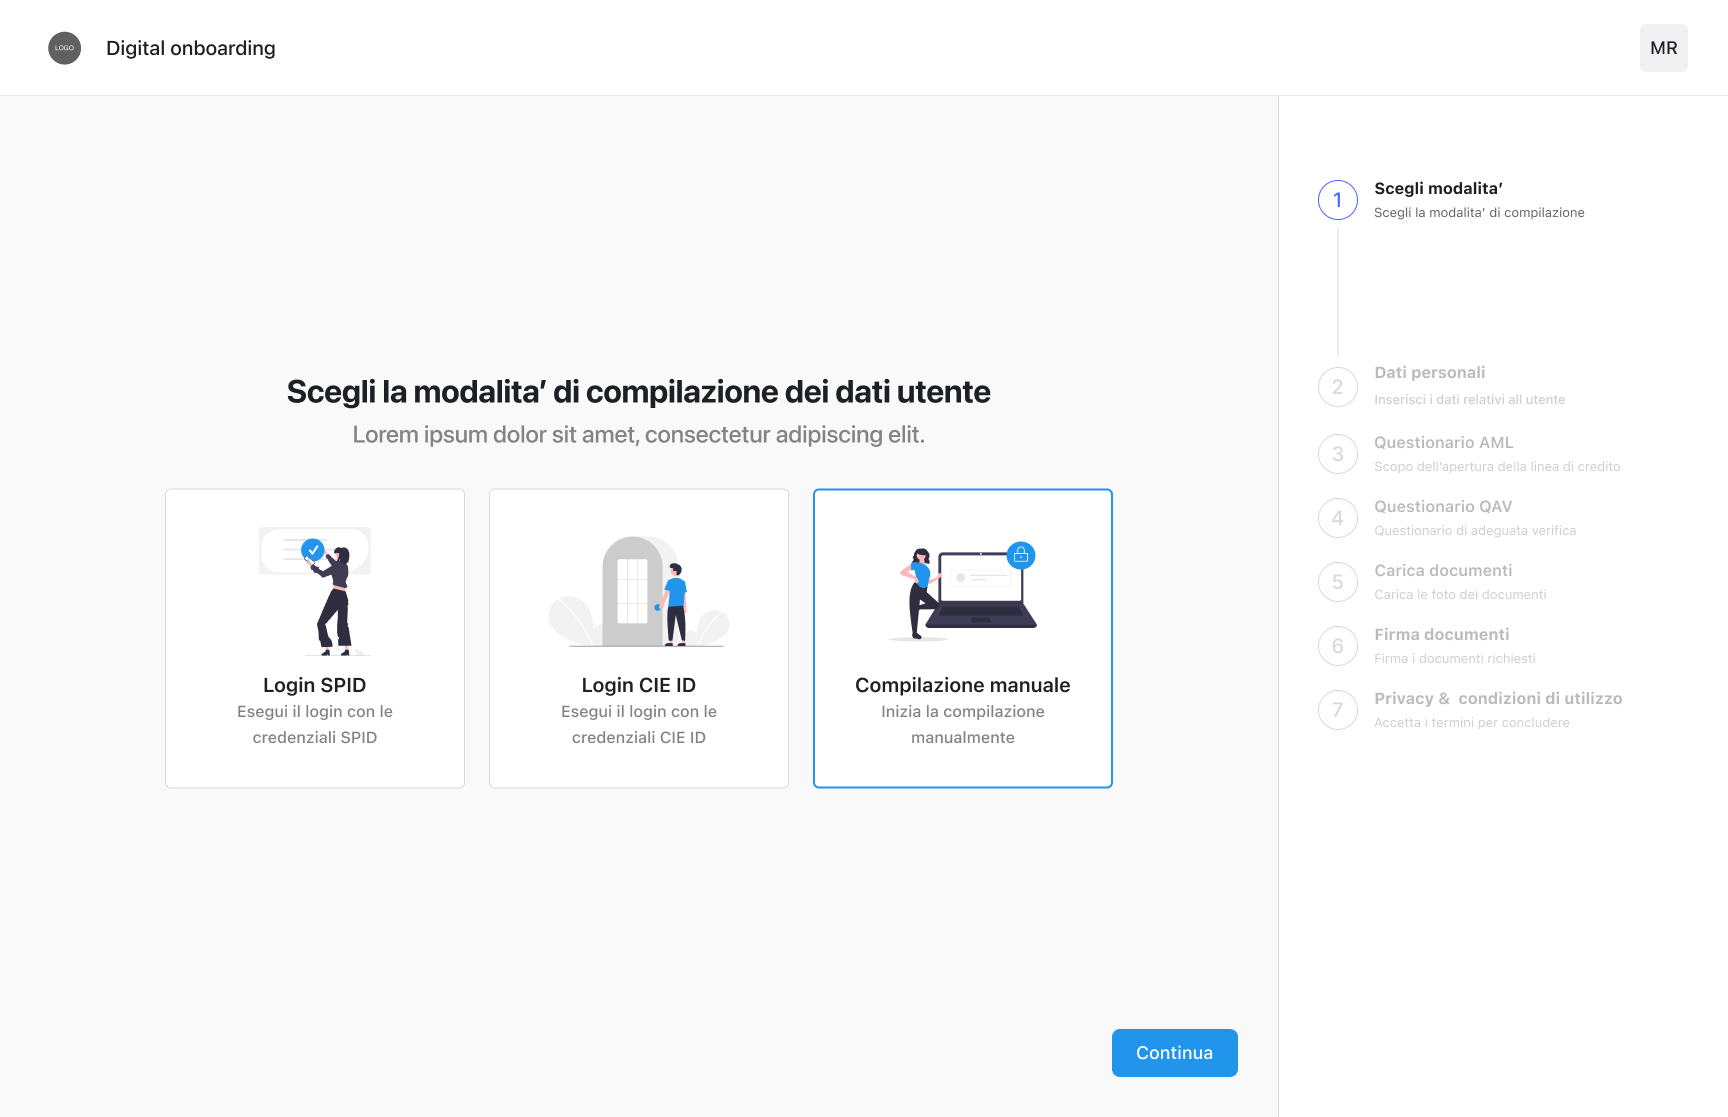 LOGO
Digital onboarding
MR
Scegli la modalita’ di compilazione dei dati utente
Lorem ipsum dolor sit amet, consectetur adipiscing elit.
Login SPID
Esegui il login con le
credenziali SPID
Login CIE ID
Esegui il login con le
credenziali CIE ID
Compilazione manuale
Inizia la compilazione
manualmente
Continua
1
Scegli modalita’
Scegli la modalita’ di compilazione
2
Dati personali
Inserisci i dati relativi all utente
3
Questionario AML
Scopo dell’apertura della linea di credito
4
Questionario QAV
Questionario di adeguata verifica
5
Carica documenti
Carica le foto dei documenti
6
Firma documenti
Firma i documenti richiesti
7
Privacy &  condizioni di utilizzo
Accetta i termini per concludere